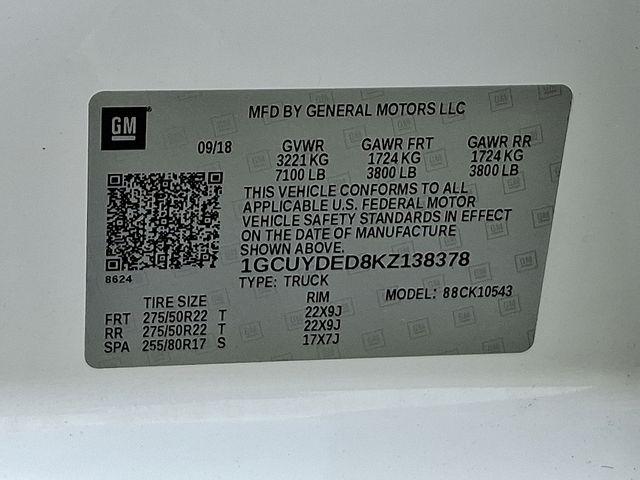 MFD BY GENERAL MOTORS LLC
GM
09/18 GVWR GAWR FRT GAWR RR
3221 KG 1724 KG 1724 KG
7100 LB 3800 LB 3800 LB
THIS VEHICLE CONFORMS TO ALL
APPLICABLE U.S. FEDERAL MOTOR
VEHICLE SAFETY STANDARDS IN EFFECT
ON THE DATE OF MANUFACTURE
SHOWN ABOVE.
1GCUYDED8KZ138378
8624
TYPE: TRUCK
MODEL: 88CK10543
TIRE SIZE RIM
FRT 275/50R22 T 22X9J
RR 275/50R22 T 22X9J
SPA 255/80R17 S 17X7J